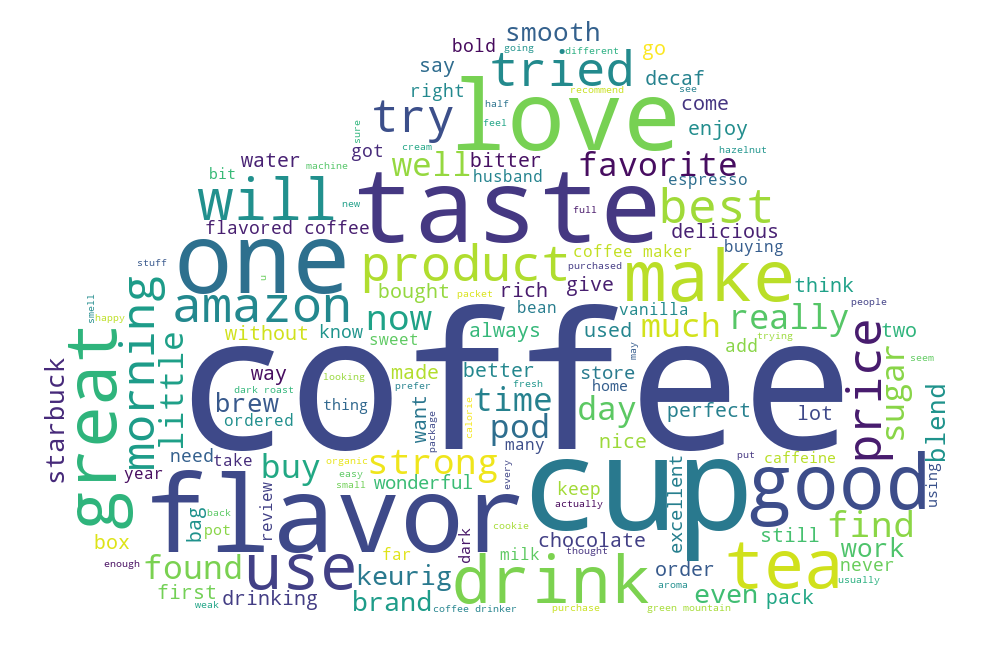 smooth
bold
going
different
go
say
tried
decaf
right
love
recommend
see
try
half
come
sure
feel
enjoy
got
cream
hazelnut
water
machine
well
bitter
favorite
bit
will
husband
espresso
taste
new
full
best
flavored coffee
delicious
one
product
coffee maker
buying
stuff
u
purchased
think
great
morning
amazon
bought
packet
rich
give
make
smell
happy
now
bean
vanilla
people
little
without
know
sweet
always
used
much
really
two
trying
price
coffee
may
add
starbuck
way
looking
made
better
store
seem
sugar
dark roast
prefer
fresh
home
brew
thing
want
time
day
perfect
lot
blend
ordered
package
calorie
pod
many
nice
need
take
buy
organic
strong
put
caffeine
year
easy
small
wonderful
every
cup
good
using
flavor
review
keep
actually
excellent
bag
back
pot
cookie
find
box
far
dark
chocolate
still
work
enough
found
use
keurig
milk
thought
order
tea
never
first
drinking
drink
aroma
even
pack
usually
weak
brand
coffee drinker
purchase
green mountain